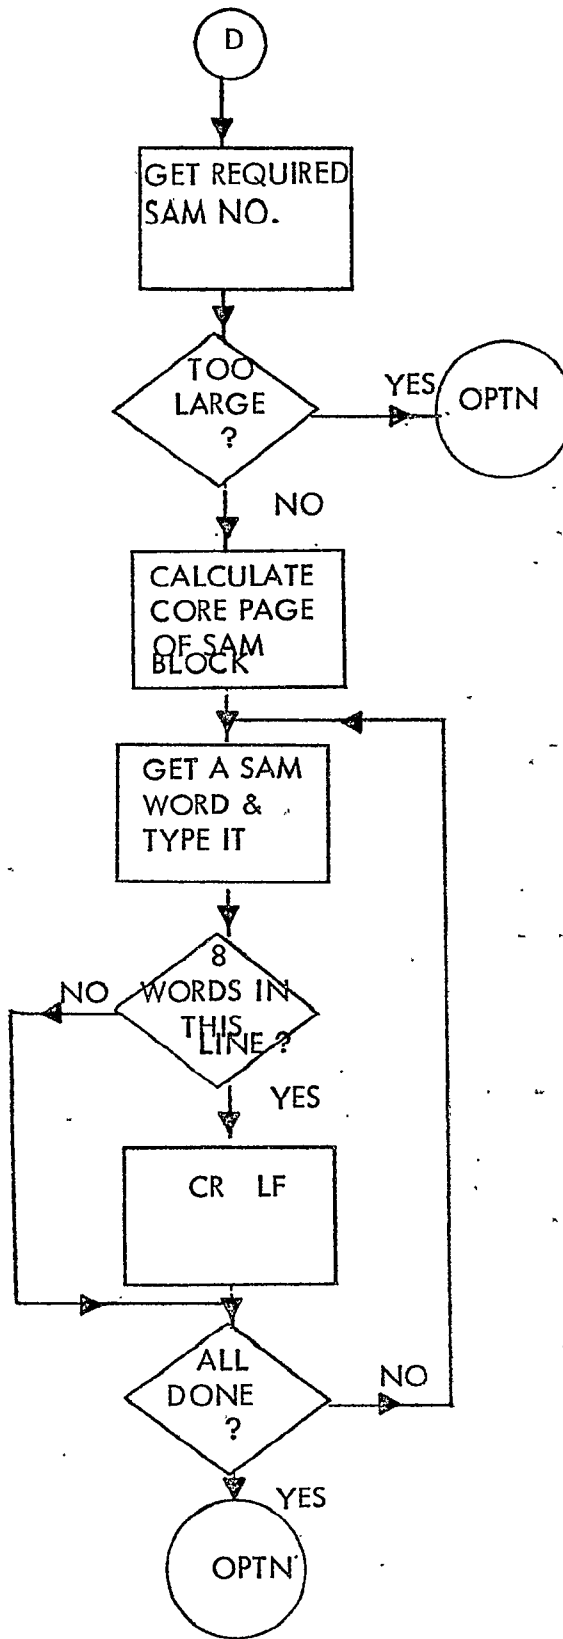 D
GET REQUIRED
SAM NO.
TOO
LARGE
?
YES
OPTN
NO
CALCULATE
CORE PAGE
OF SAM
BLOCK
GET A SAM
WORD &
TYPE IT
8
WORDS IN
THIS
LINE ?
NO
YES
CR LF
ALL
DONE
?
NO
YES
OPTN